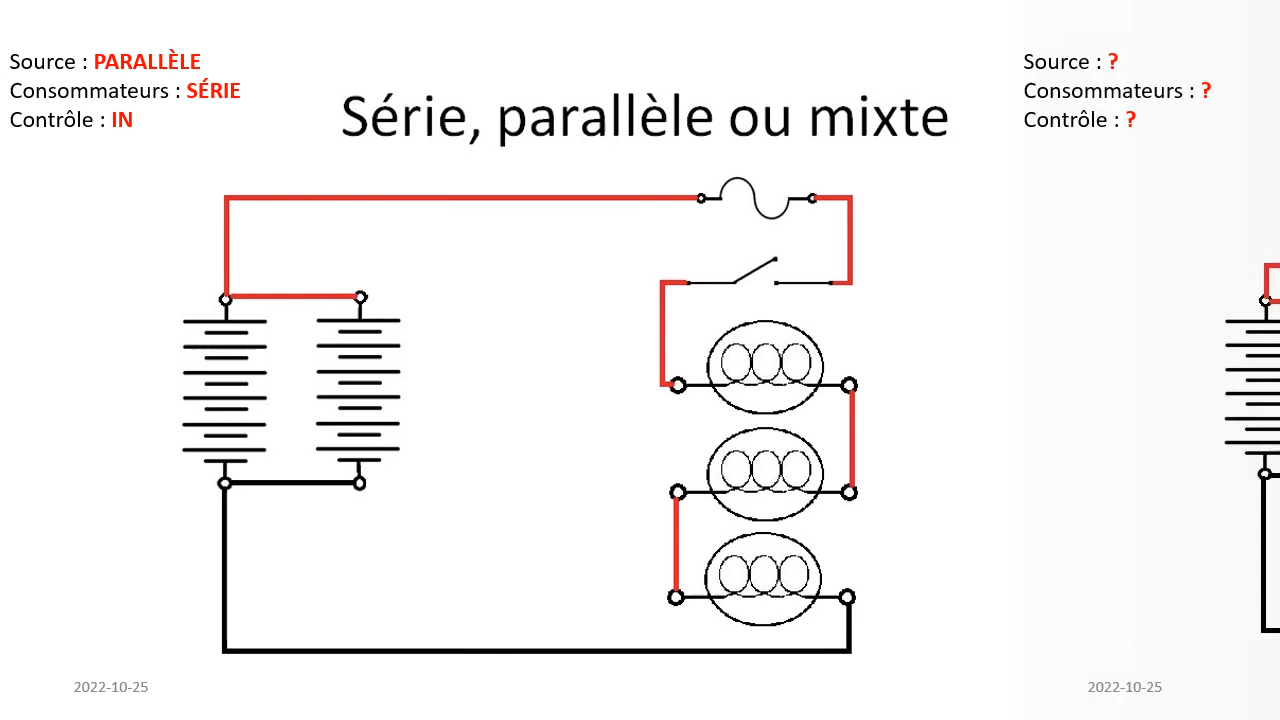 Source : PARALLÈLE
Consommateurs : SÉRIE
Contrôle : IN
Série, parallèle ou mixte
2022-10-25
Source : ?
Consommateurs : ?
Contrôle : ?
2022-10-25